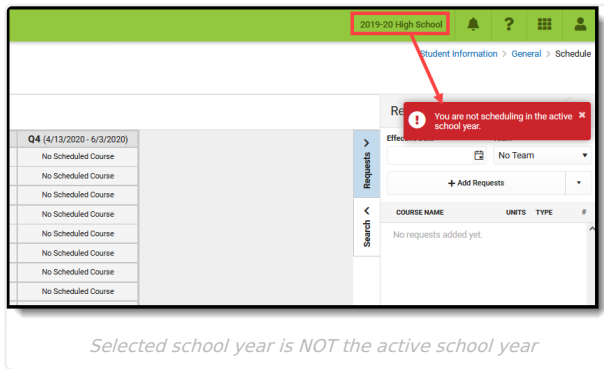 2019-20 High School
?
Student Information > General > Schedule
Re
You are not scheduling in the active
school year.
Q4 (4/13/2020 - 6/3/2020)
No Team
No Scheduled Course
No Scheduled Course
No Scheduled Course
No Scheduled Course
No Scheduled Course
No Scheduled Course
No Scheduled Course
No Scheduled Course
Requests
Search
+ Add Requests
COURSE NAME UNITS TYPE #
No requests added yet.
Selected school year is NOT the active school year